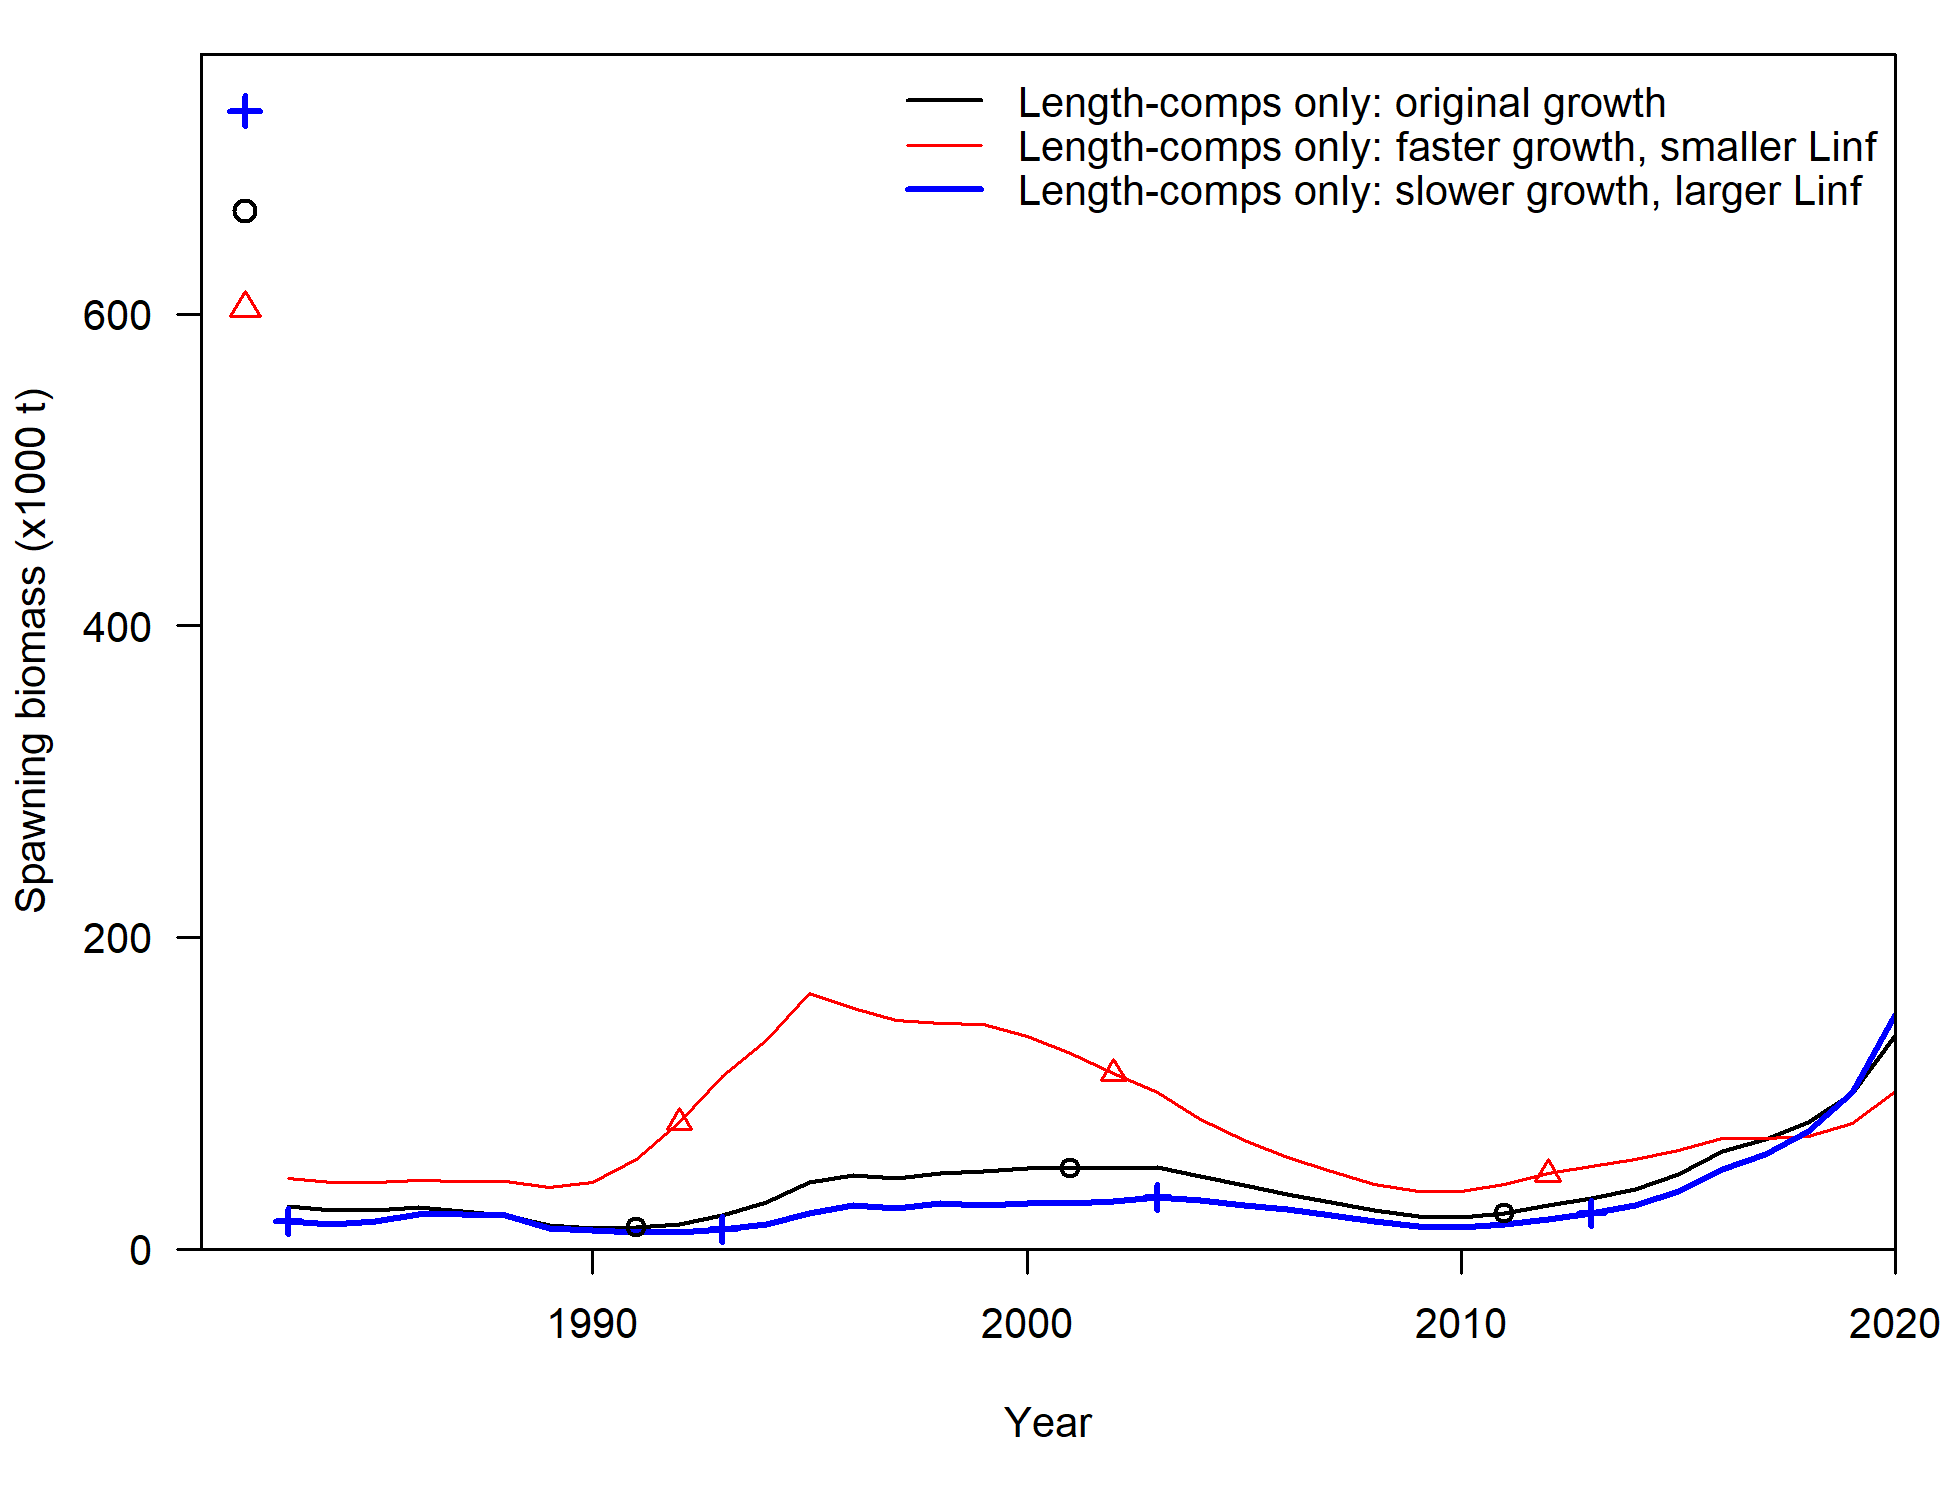 Length-comps only: original growth
Length-comps only: faster growth, smaller Linf
Length-comps only: slower growth, larger Linf
Spawning biomass (x1000 t)
600
400
200
0
1990
2000
2010
2020
Year